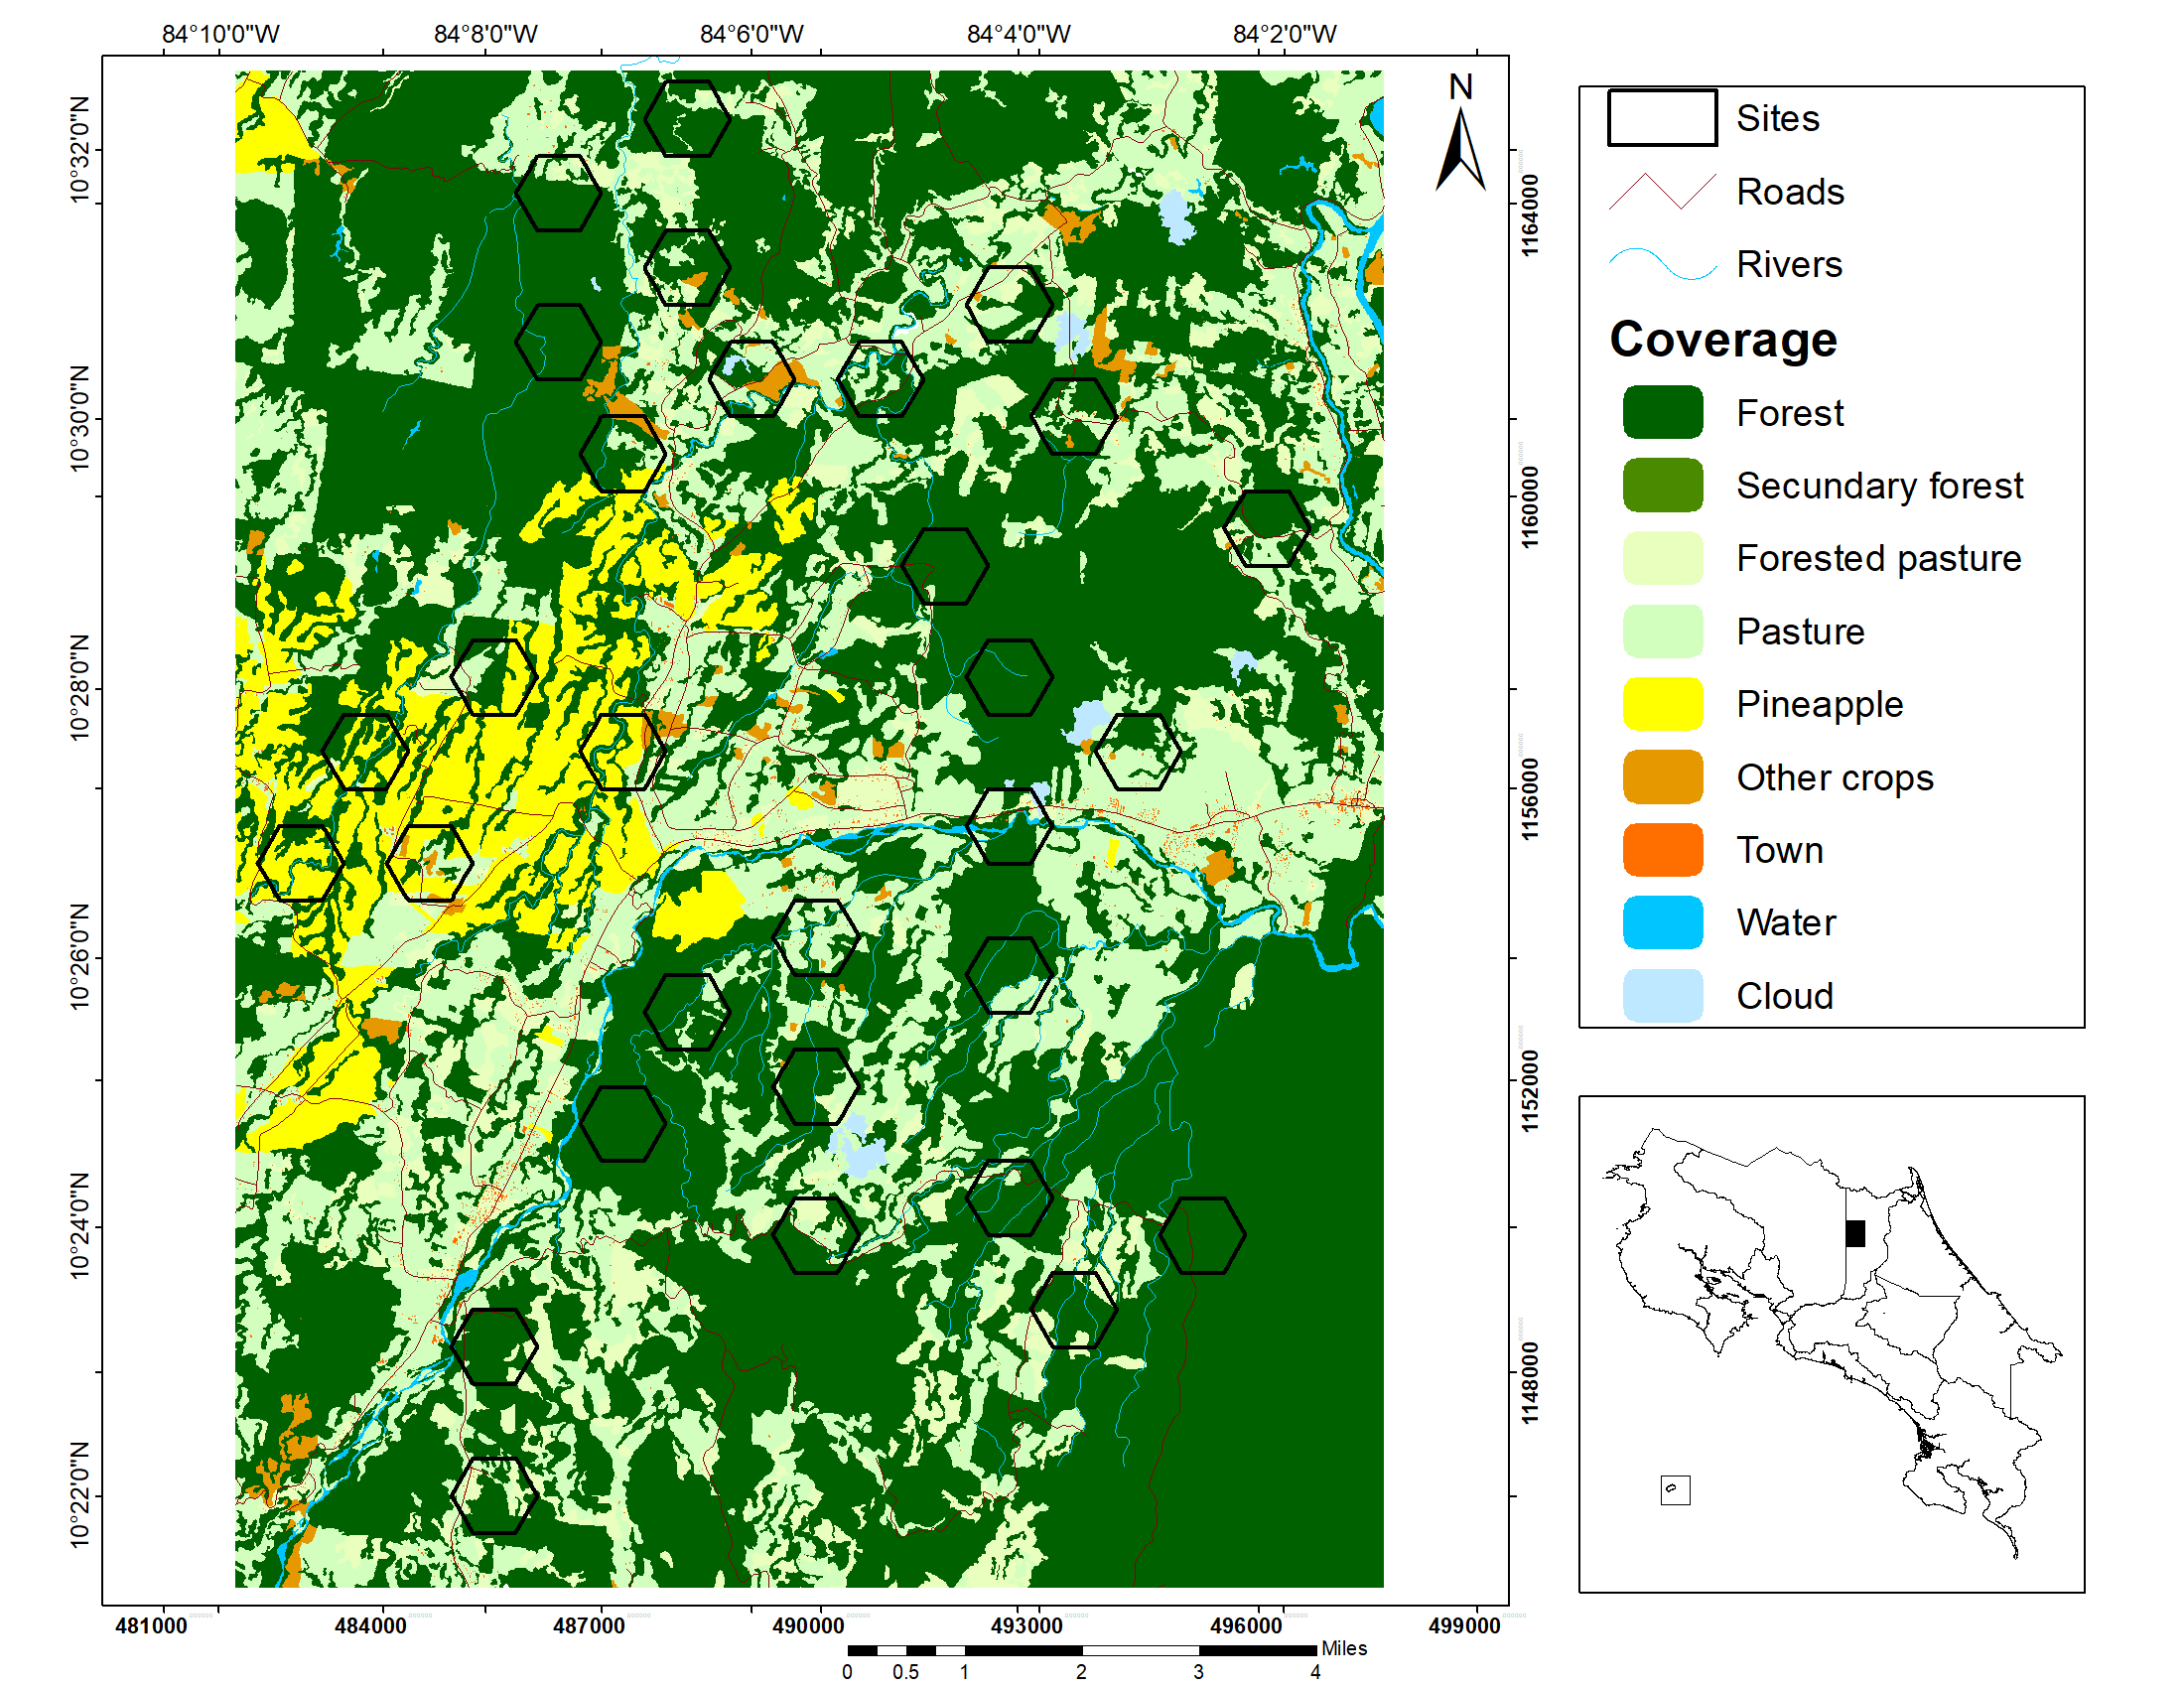 84°10'0"W 84°8'0"W 84°6'0"W 84°4'0"W 84°2'0"W
10°32'0"N
10°30'0"N
10°28'0"N
10°26'0"N
10°24'0"N
10°22'0"N
N
1164000
1160000
1156000
1152000
1148000
481000 484000 487000 490000 493000 496000 499000
Miles
0 0.5 1 2 3 4
Sites
Roads
Rivers
Coverage
Forest
Secundary forest
Forested pasture
Pasture
Pineapple
Other crops
Town
Water
Cloud